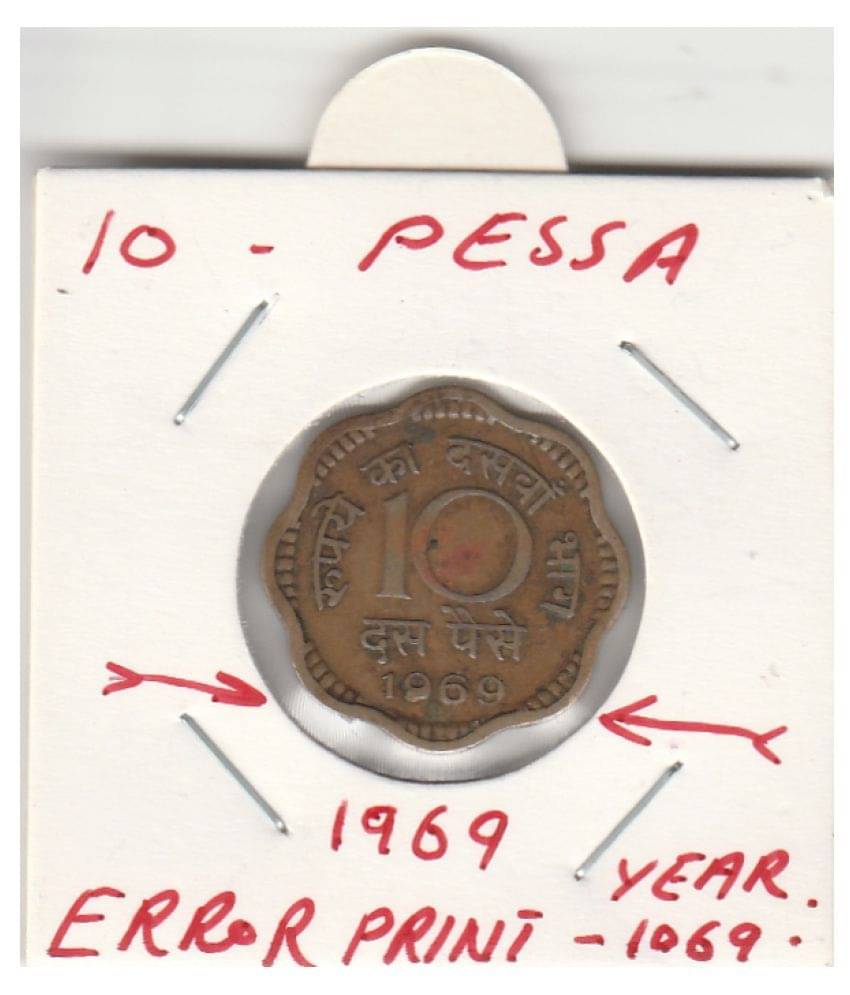 10 - PESSA
रुपये का दसवाँ भाग
10
दस पैसे
1969
1969
YEAR.
ERROR PRINT - 1069.